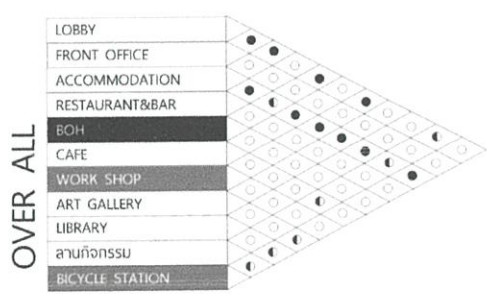 OVER ALL
LOBBY
FRONT OFFICE
ACCOMMODATION
RESTAURANT&BAR
BOH
CAFE
WORK SHOP
ART GALLERY
LIBRARY
ลานกิจกรรม
BICYCLE STATION